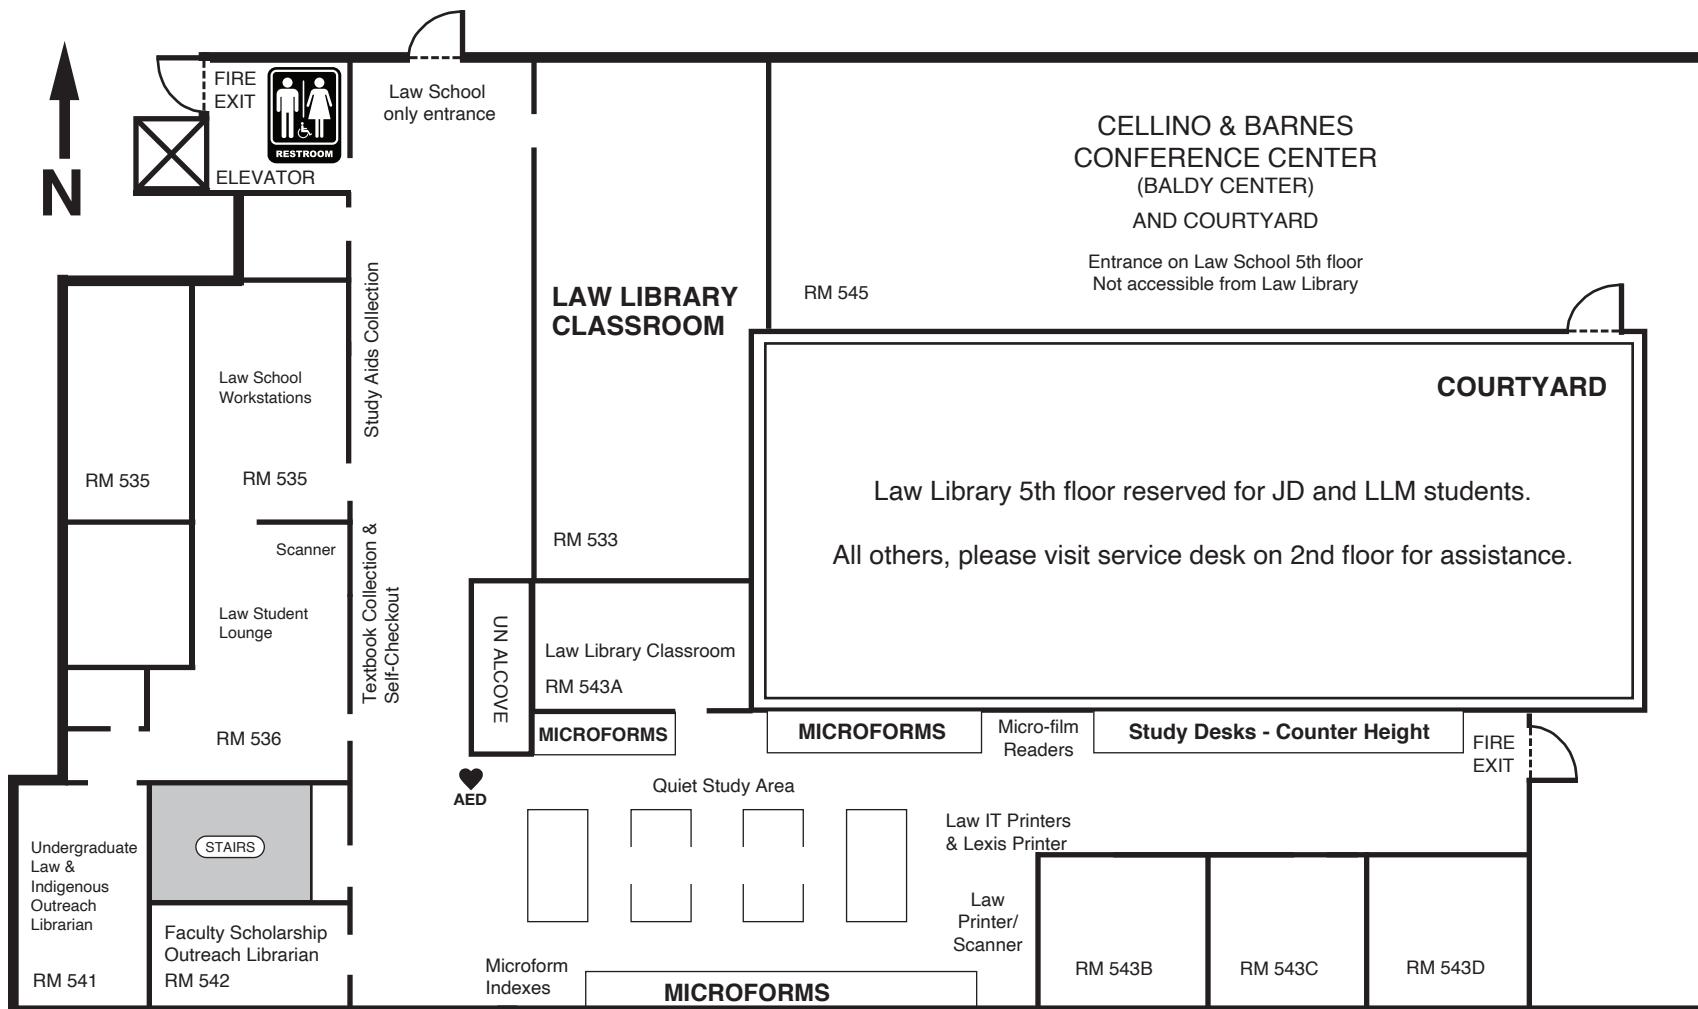 N
FIRE
EXIT
RESTROOM
ELEVATOR
Law School
only entrance
CELLINO & BARNES
CONFERENCE CENTER
(BALDY CENTER)
AND COURTYARD
Entrance on Law School 5th floor
Not accessible from Law Library
RM 545
LAW LIBRARY
CLASSROOM
RM 533
Study Aids Collection
Law School
Workstations
RM 535
RM 535
COURTYARD
Law Library 5th floor reserved for JD and LLM students.
All others, please visit service desk on 2nd floor for assistance.
Scanner
Textbook Collection &
Self-Checkout
Law Student
Lounge
RM 536
UN ALCOVE
Law Library Classroom
RM 543A
MICROFORMS
MICROFORMS
Micro-film
Readers
Study Desks - Counter Height
FIRE
EXIT
AED
Quiet Study Area
STAIRS
Undergraduate
Law &
Indigenous
Outreach
Librarian
RM 541
Faculty Scholarship
Outreach Librarian
RM 542
Law IT Printers
& Lexis Printer
Law
Printer/
Scanner
Microform
Indexes
MICROFORMS
RM 543B
RM 543C
RM 543D